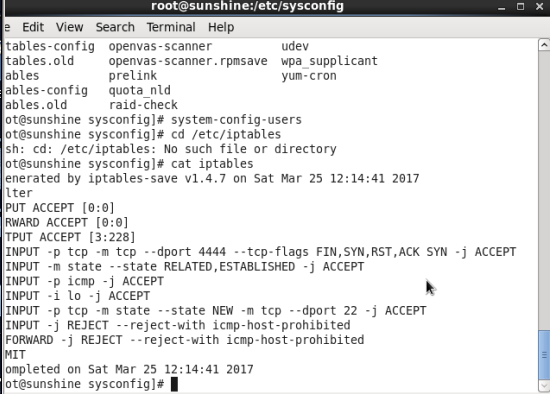 root@sunshine:/etc/sysconfig
e Edit View Search Terminal Help
tables-config openvas-scanner udev
tables.old openvas-scanner.rpmsave wpa_supplicant
ables prelink yum-cron
ables-config quota_nld
ables.old raid-check
ot@sunshine sysconfig]# system-config-users
ot@sunshine sysconfig]# cd /etc/iptables
sh: cd: /etc/iptables: No such file or directory
ot@sunshine sysconfig]# cat iptables
enerated by iptables-save v1.4.7 on Sat Mar 25 12:14:41 2017
lter
PUT ACCEPT [0:0]
RWARD ACCEPT [0:0]
TPUT ACCEPT [3:228]
INPUT -p tcp -m tcp --dport 4444 --tcp-flags FIN,SYN,RST,ACK SYN -j ACCEPT
INPUT -m state --state RELATED,ESTABLISHED -j ACCEPT
INPUT -p icmp -j ACCEPT
INPUT -i lo -j ACCEPT
INPUT -p tcp -m state --state NEW -m tcp --dport 22 -j ACCEPT
INPUT -j REJECT --reject-with icmp-host-prohibited
FORWARD -j REJECT --reject-with icmp-host-prohibited
MIT
ompleted on Sat Mar 25 12:14:41 2017
ot@sunshine sysconfig]#